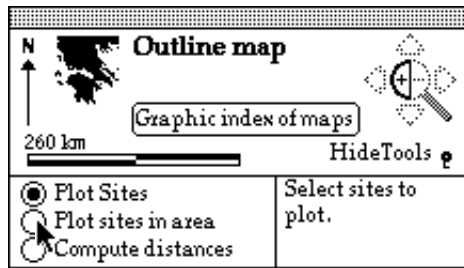 N
Outline map
Graphic index of maps
260 km
HideTools
Plot Sites
Plot sites in area
Compute distances
Select sites to
plot.